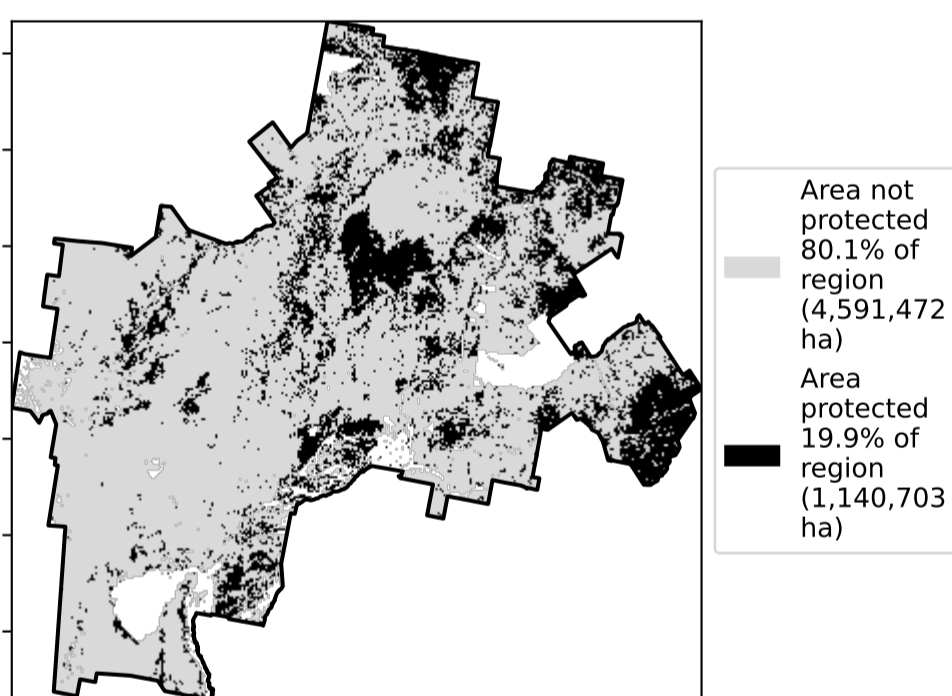 Area not
protected
80.1% of
region
(4,591,472
ha)
Area
protected
19.9% of
region
(1,140,703
ha)